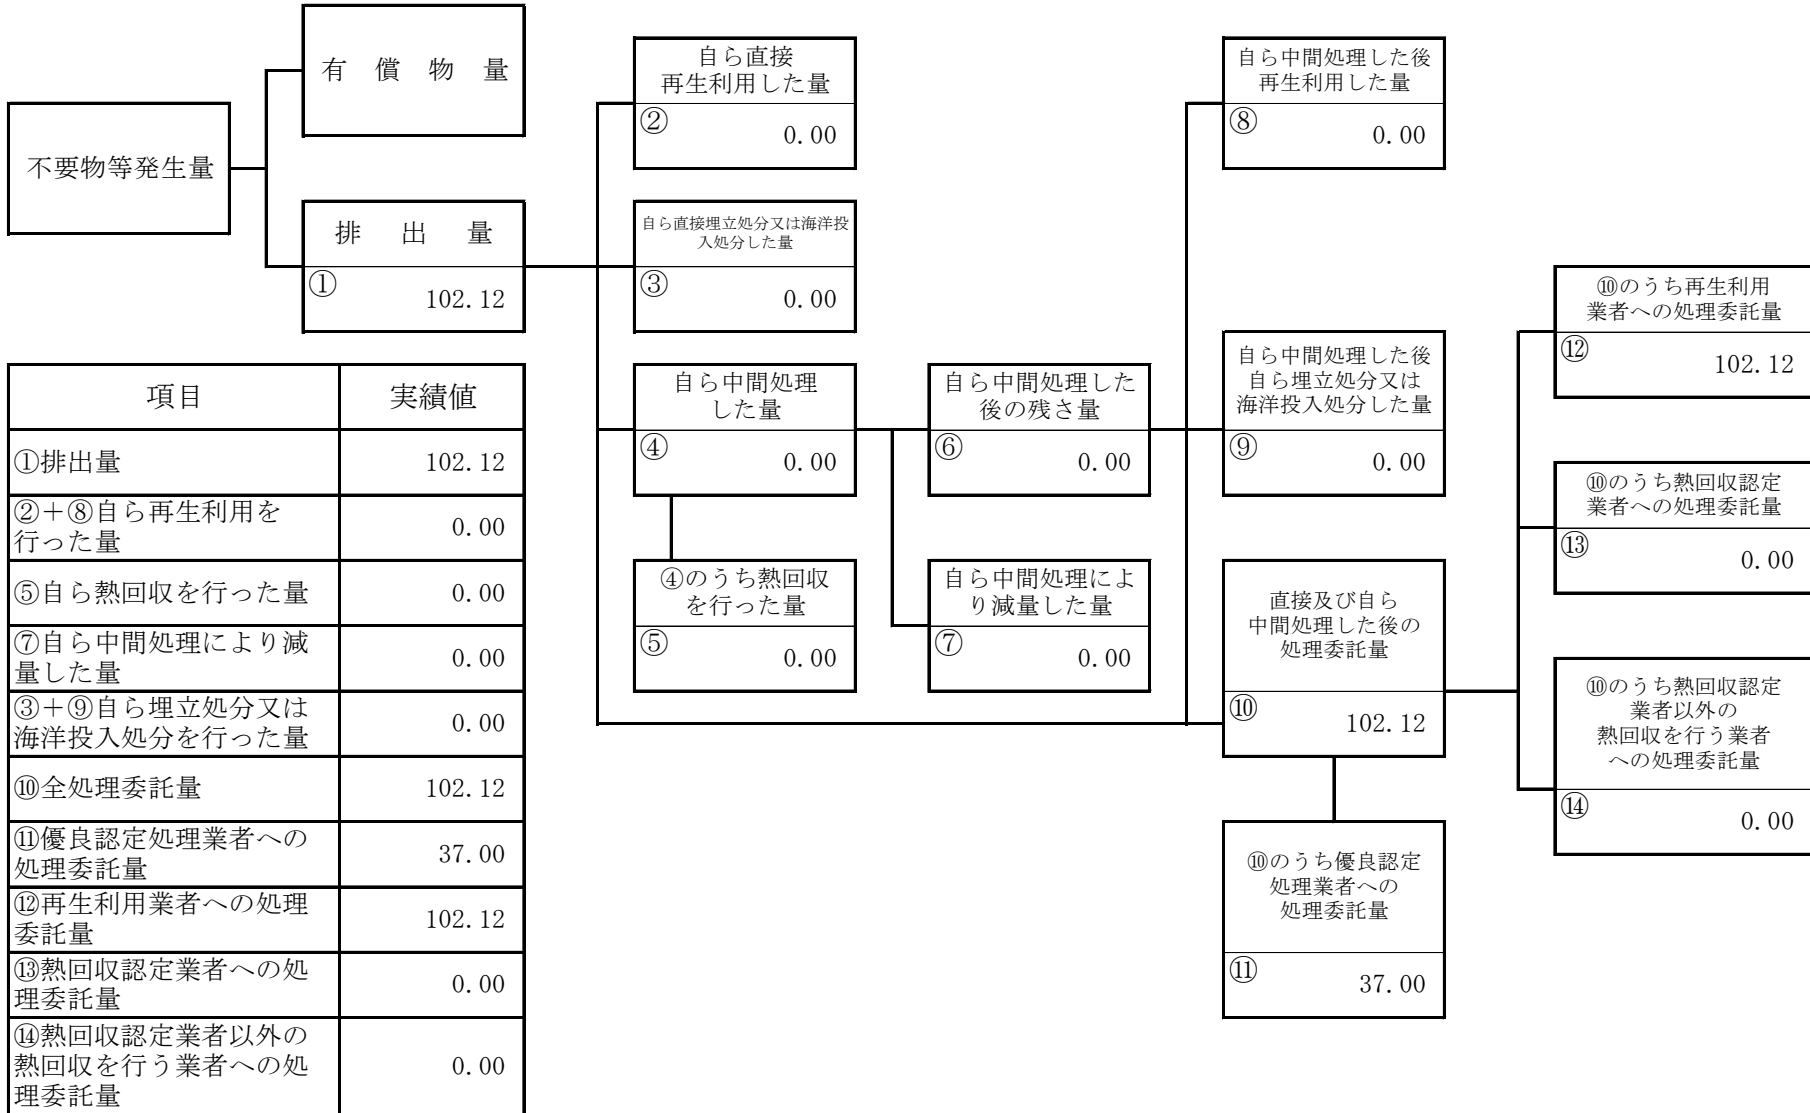 有償物量
不要物等発生量
排出量
①
102.12
自ら直接
再生利用した量
②
0.00
自ら直接埋立処分又は海洋投
入処分した量
③
0.00
自ら中間処理
した量
④
0.00
④のうち熱回収
を行った量
⑤
0.00
自ら中間処理した
後の残さ量
⑥
0.00
自ら中間処理によ
り減量した量
⑦
0.00
自ら中間処理した後
再生利用した量
⑧
0.00
自ら中間処理した後
自ら埋立処分又は
海洋投入処分した量
⑨
0.00
直接及び自ら
中間処理した後の
処理委託量
⑩
102.12
⑩のうち優良認定
処理業者への
処理委託量
⑪
37.00
⑩のうち再生利用
業者への処理委託量
⑫
102.12
⑩のうち熱回収認定
業者への処理委託量
⑬
0.00
⑩のうち熱回収認定
業者以外の
熱回収を行う業者
への処理委託量
⑭
0.00
項目
実績値
①排出量
102.12
②＋⑧自ら再生利用を
行った量
0.00
⑤自ら熱回収を行った量
0.00
⑦自ら中間処理により減
量した量
0.00
③＋⑨自ら埋立処分又は
海洋投入処分を行った量
0.00
⑩全処理委託量
102.12
⑪優良認定処理業者への
処理委託量
37.00
⑫再生利用業者への処理
委託量
102.12
⑬熱回収認定業者への処
理委託量
0.00
⑭熱回収認定業者以外の
熱回収を行う業者への処
理委託量
0.00